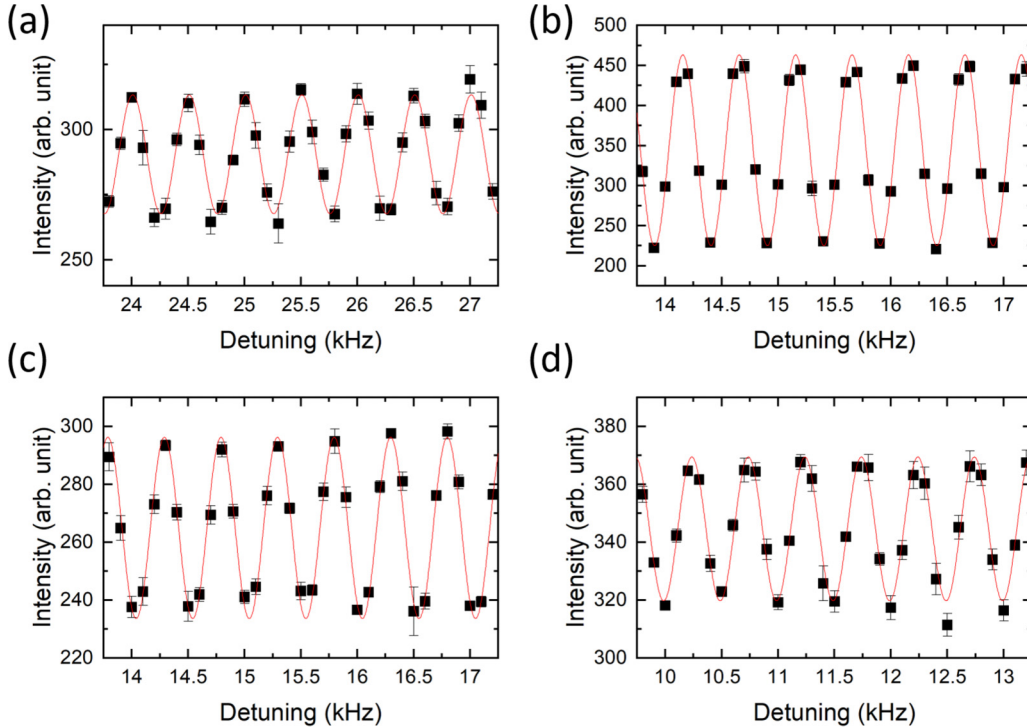 (a)
Intensity (arb. unit)
300
250
24 24.5 25 25.5 26 26.5 27
Detuning (kHz)
(b)
Intensity (arb. unit)
500
450
400
350
300
250
200
14 14.5 15 15.5 16 16.5 17
Detuning (kHz)
(c)
Intensity (arb. unit)
300
280
260
240
220
14 14.5 15 15.5 16 16.5 17
Detuning (kHz)
(d)
Intensity (arb. unit)
380
360
340
320
300
10 10.5 11 11.5 12 12.5 13
Detuning (kHz)